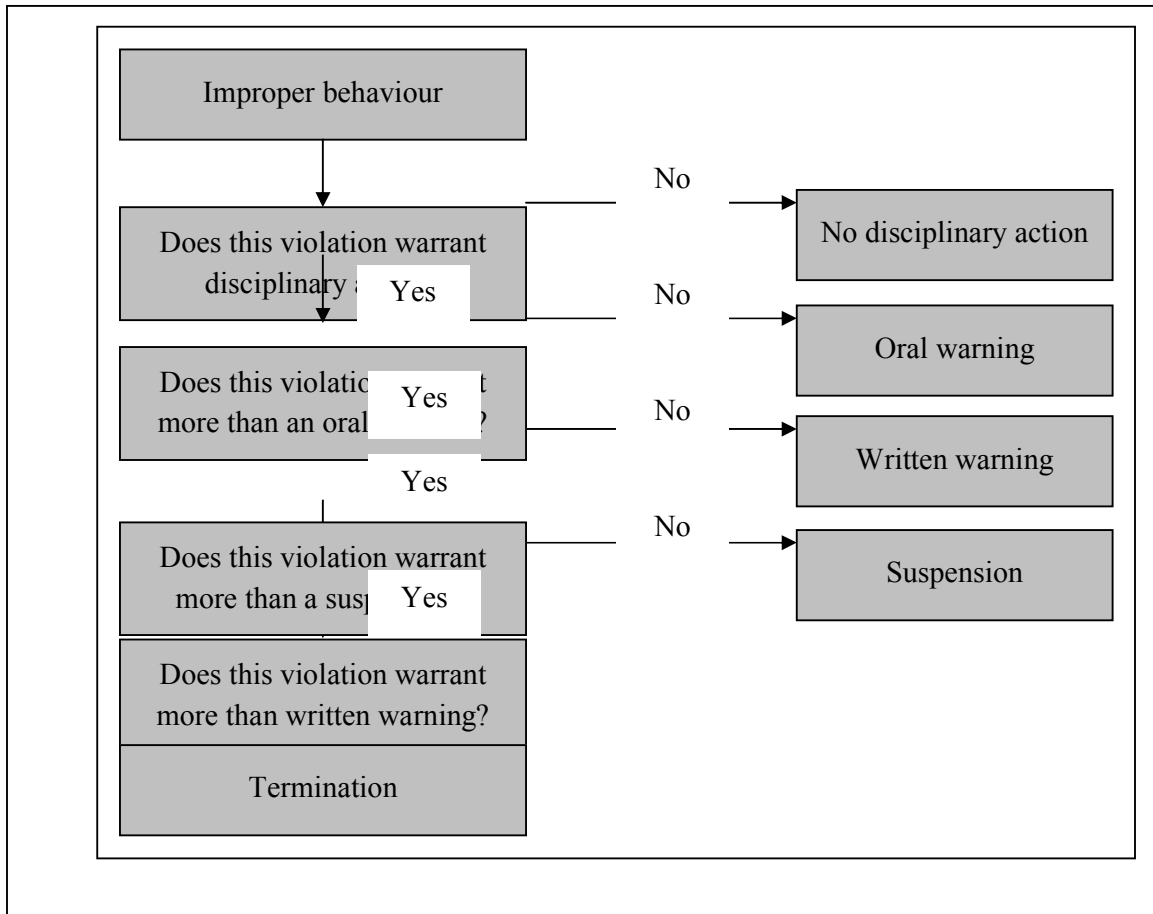 Improper behaviour
No
Does this violation warrant
disciplinary
Yes
No disciplinary action
No
Oral warning
Does this
more than an oral ?
Yes
No
Written warning
Yes
No
Does this violation warrant
more than a
Yes
Suspension
Does this violation warrant
more than written warning?
Termination